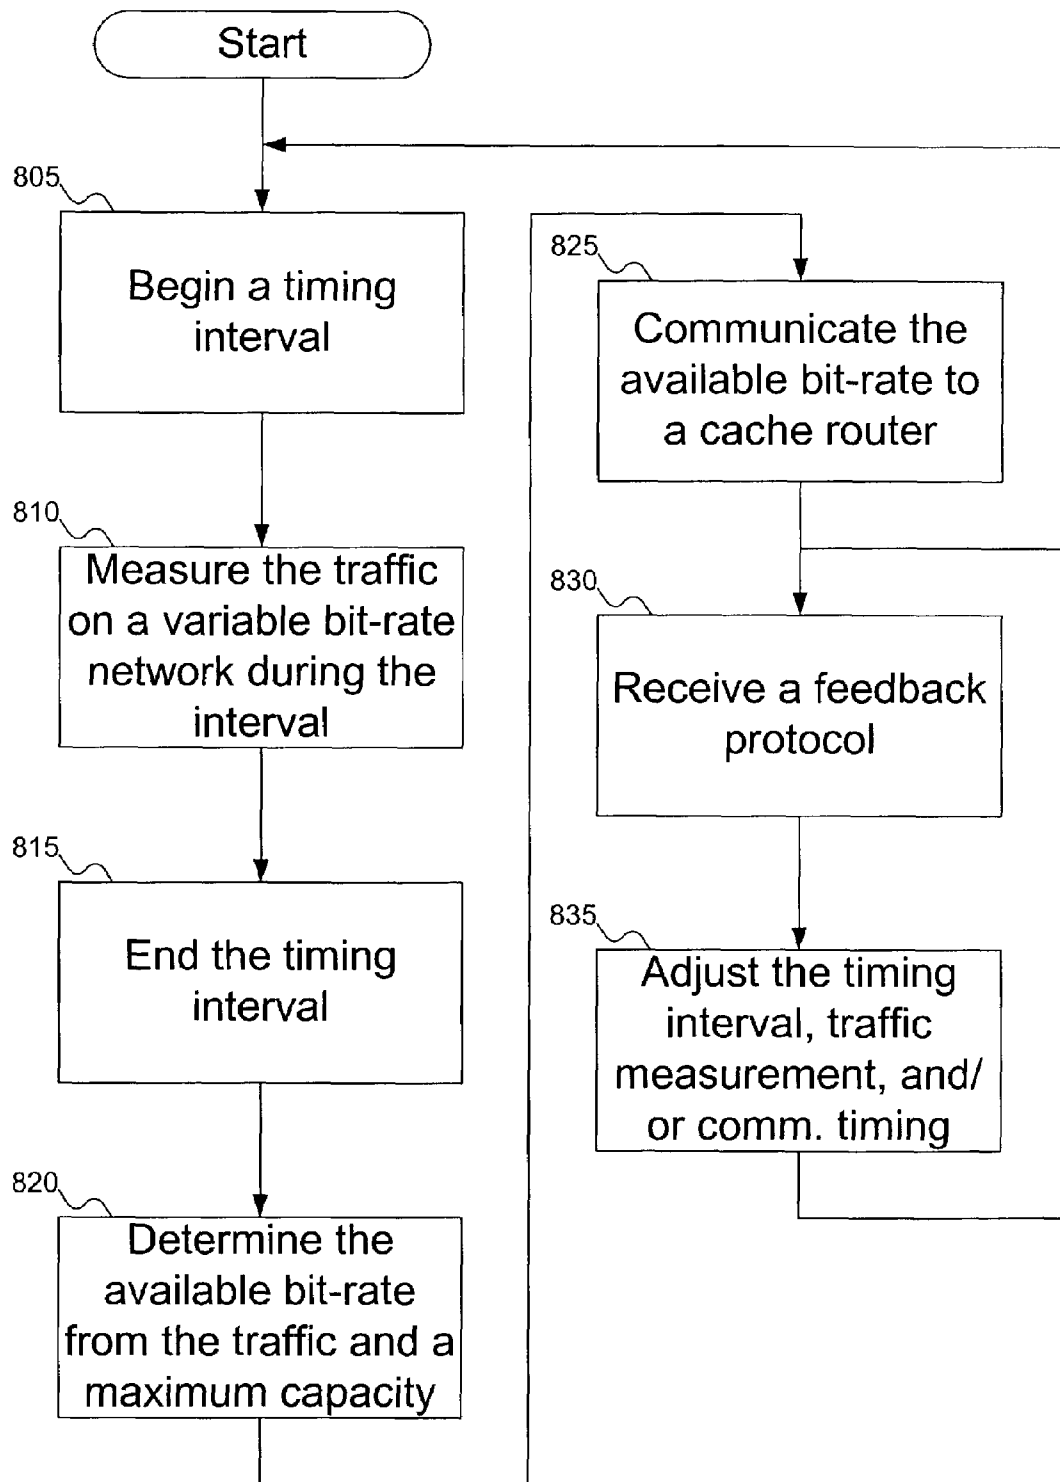 Start
805
Begin a timing
interval
810
Measure the traffic
on a variable bit-rate
network during the
interval
815
End the timing
interval
820
Determine the
available bit-rate
from the traffic and a
maximum capacity
825
Communicate the
available bit-rate to
a cache router
830
Receive a feedback
protocol
835
Adjust the timing
interval, traffic
measurement, and/
or comm. timing